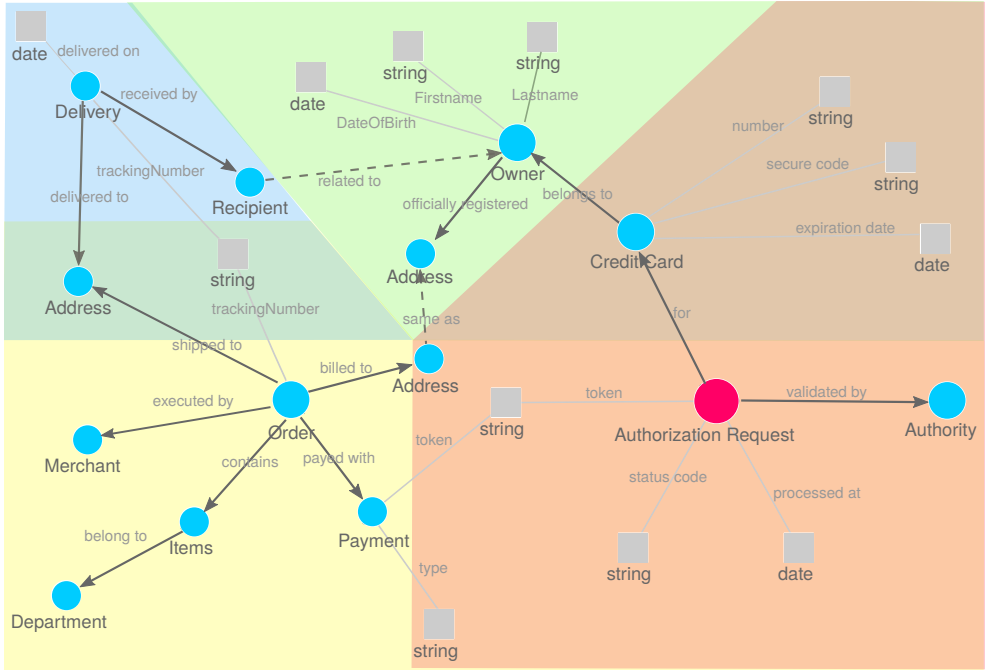 date
delivered on
Delivery
received by
trackingNumber
delivered to
Recipient
Address
string
trackingNumber
shipped to
date
string
string
Firstname
Lastname
DateOfBirth
Owner
related to
officially registered
belongs to
Address
same as
Address
number
string
secure code
string
expiration date
date
Credit Card
for
billed to
executed by
Order
Merchant
contains
payed with
belong to
Items
Payment
Department
token
string
token
type
string
Authorization Request
validated by
Authority
status code
processed at
string
date